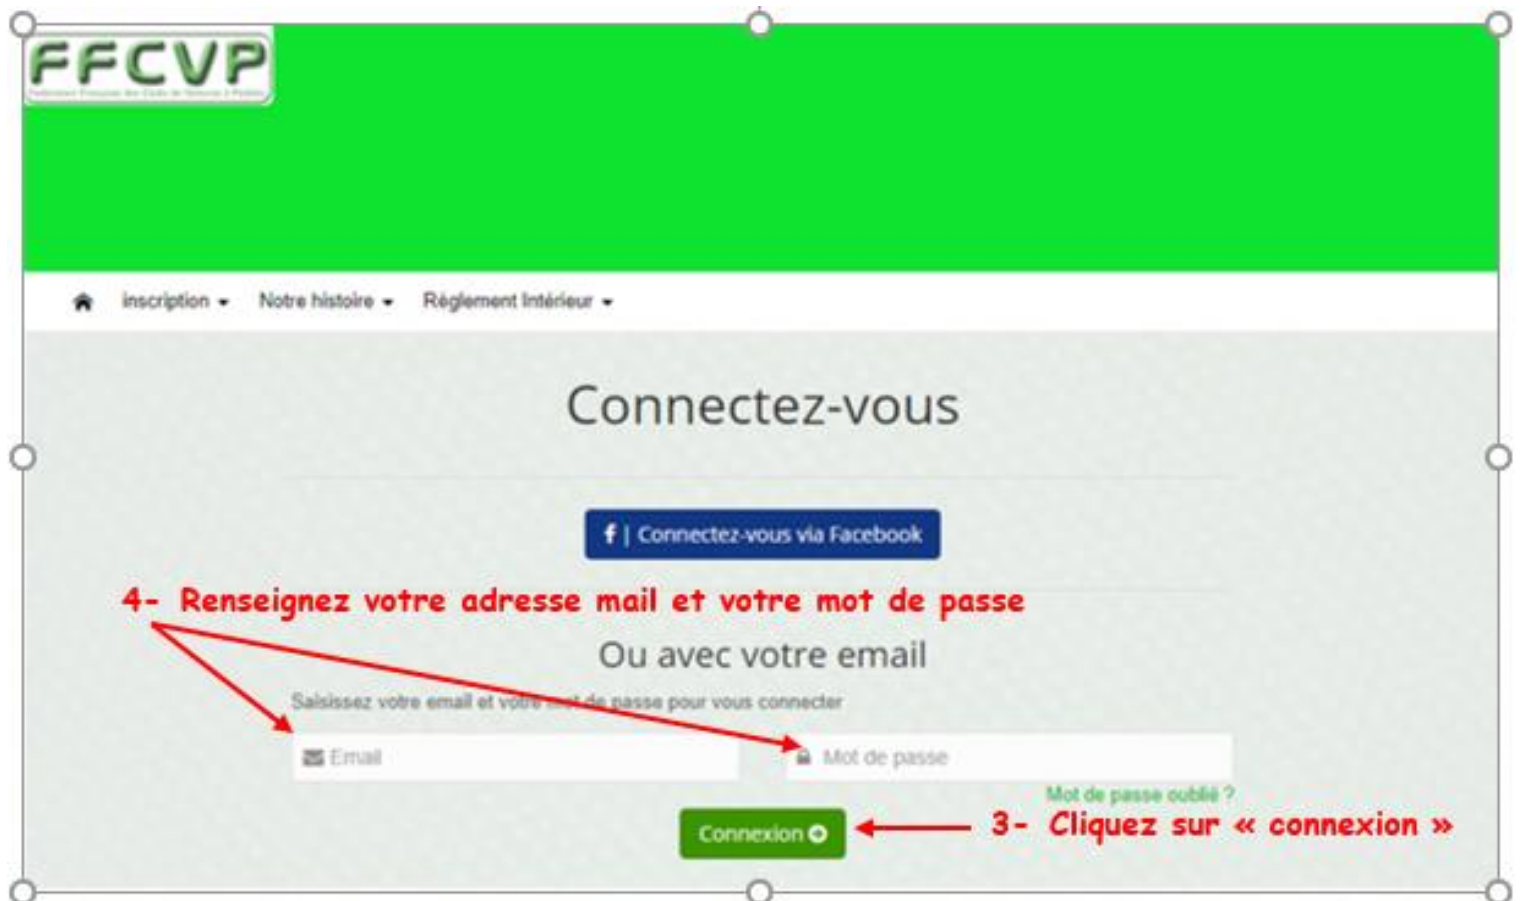 FFCVP
inscription
Notre histoire
Règlement Intérieur
Connectez-vous
f | Connectez-vous via Facebook
4- Renseignez votre adresse mail et votre mot de passe
Ou avec votre email
Saisissez votre email et votre mot de passe pour vous connecter
Email
Mot de passe
Mot de passe oublié ?
Connexion
3- Cliquez sur « connexion »